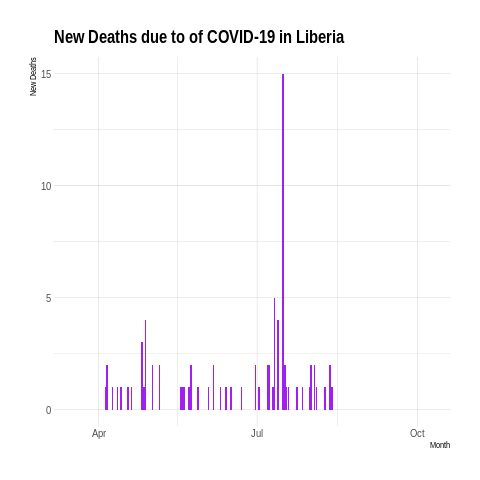 New Deaths due to of COVID-19 in Liberia
New Deaths
15
10
5
0
Apr
Jul
Oct
Month